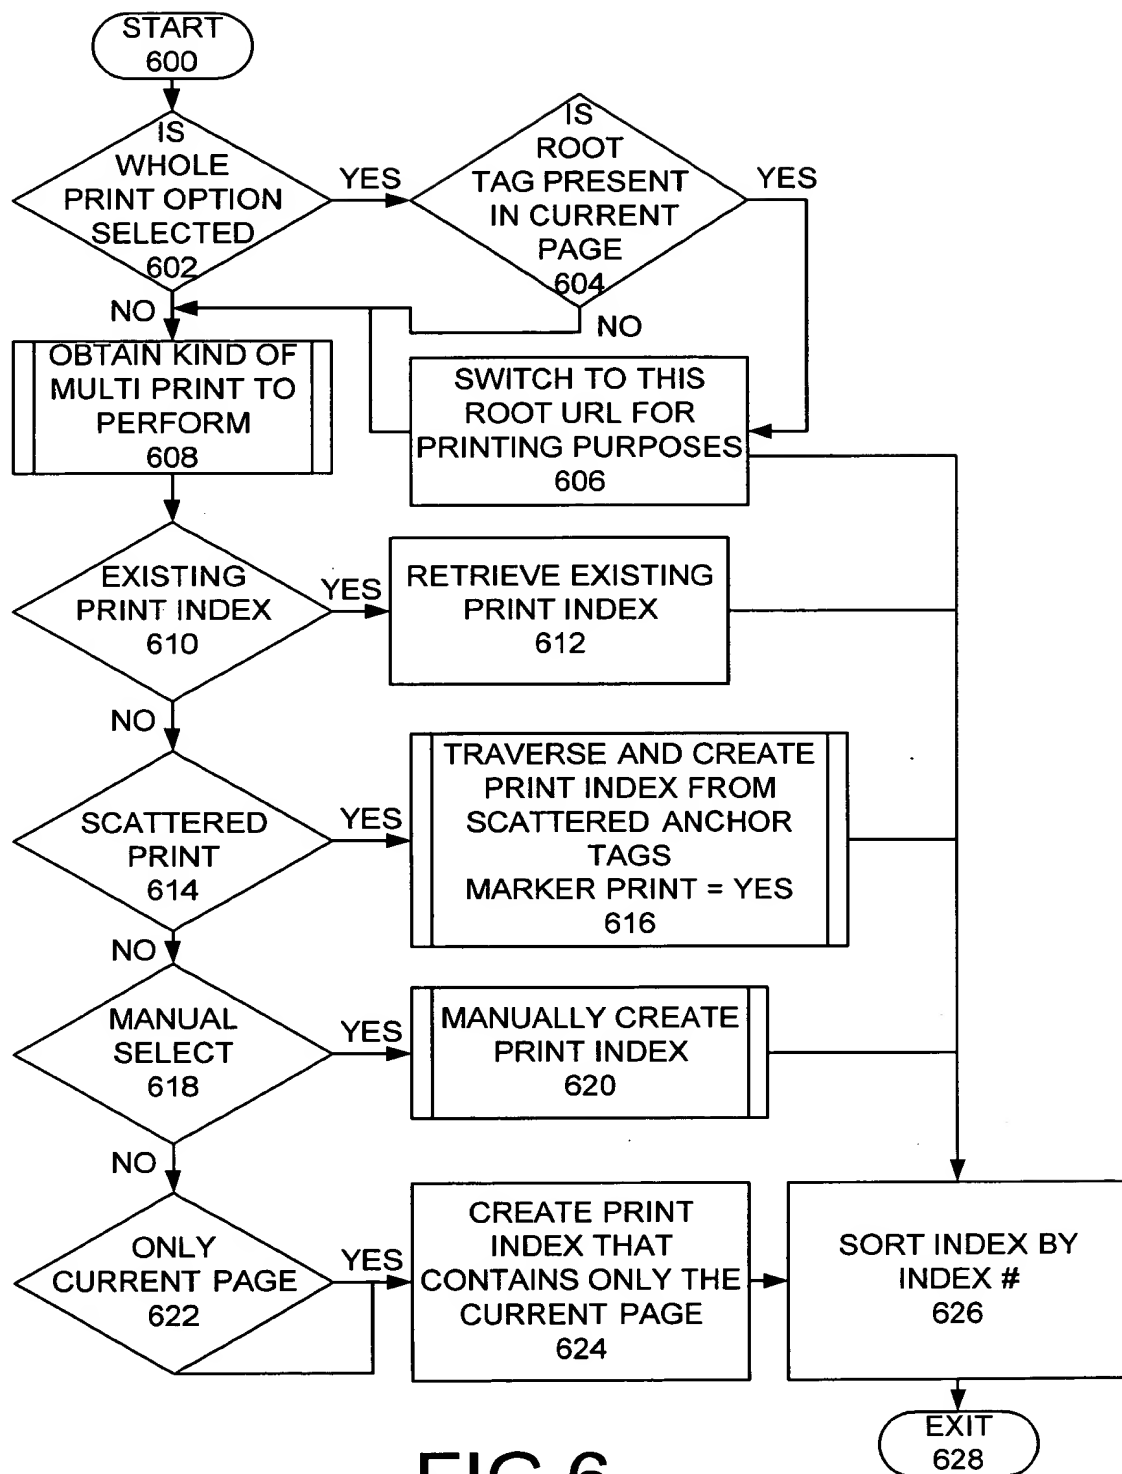 START
600
IS
WHOLE
PRINT OPTION
SELECTED
602
YES
IS
ROOT
TAG PRESENT
IN CURRENT
PAGE
604
YES
NO
NO
OBTAIN KIND OF
MULTI PRINT TO
PERFORM
608
SWITCH TO THIS
ROOT URL FOR
PRINTING PURPOSES
606
EXISTING
PRINT INDEX
610
YES
RETRIEVE EXISTING
PRINT INDEX
612
NO
SCATTERED
PRINT
614
YES
TRAVERSE AND CREATE
PRINT INDEX FROM
SCATTERED ANCHOR
TAGS
MARKER PRINT = YES
616
NO
MANUAL
SELECT
618
YES
MANUALLY CREATE
PRINT INDEX
620
NO
ONLY
CURRENT PAGE
622
YES
CREATE PRINT
INDEX THAT
CONTAINS ONLY THE
CURRENT PAGE
624
SORT INDEX BY
INDEX #
626
EXIT
628
FIG 6